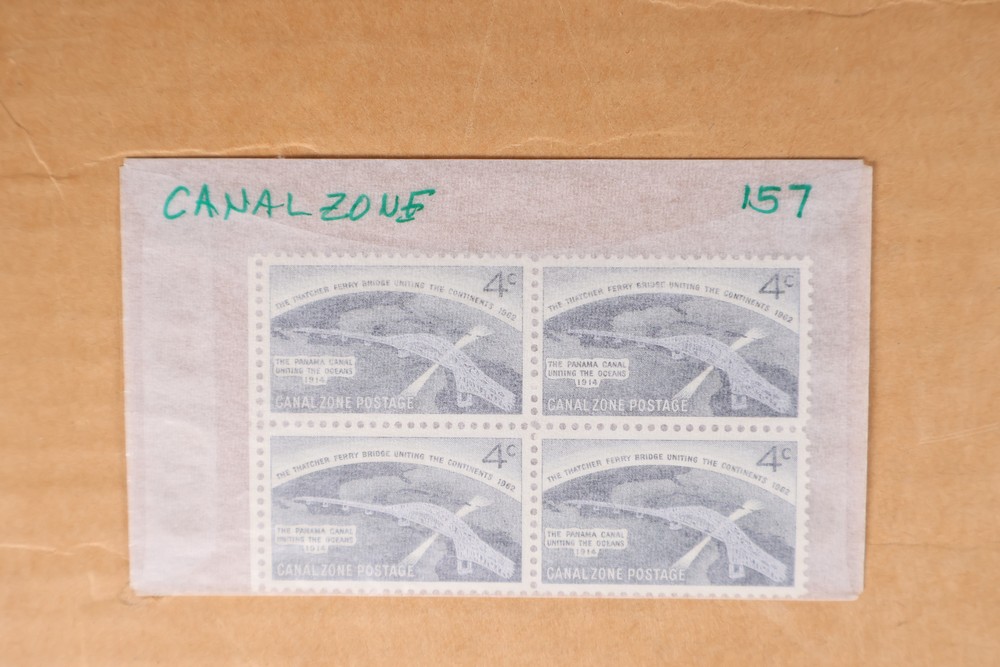 CANAL ZONE 157
4c
THE THATCHER FERRY BRIDGE UNITING THE CONTINENTS 1962
THE PANAMA CANAL
UNITING THE OCEANS
1914
CANAL ZONE POSTAGE
4c
THE THATCHER FERRY BRIDGE UNITING THE CONTINENTS 1962
THE PANAMA CANAL
UNITING THE OCEANS
1914
CANAL ZONE POSTAGE
4c
THE THATCHER FERRY BRIDGE UNITING THE CONTINENTS 1962
THE PANAMA CANAL
UNITING THE OCEANS
1914
CANAL ZONE POSTAGE
4c
THE THATCHER FERRY BRIDGE UNITING THE CONTINENTS 1962
THE PANAMA CANAL
UNITING THE OCEANS
1914
CANAL ZONE POSTAGE